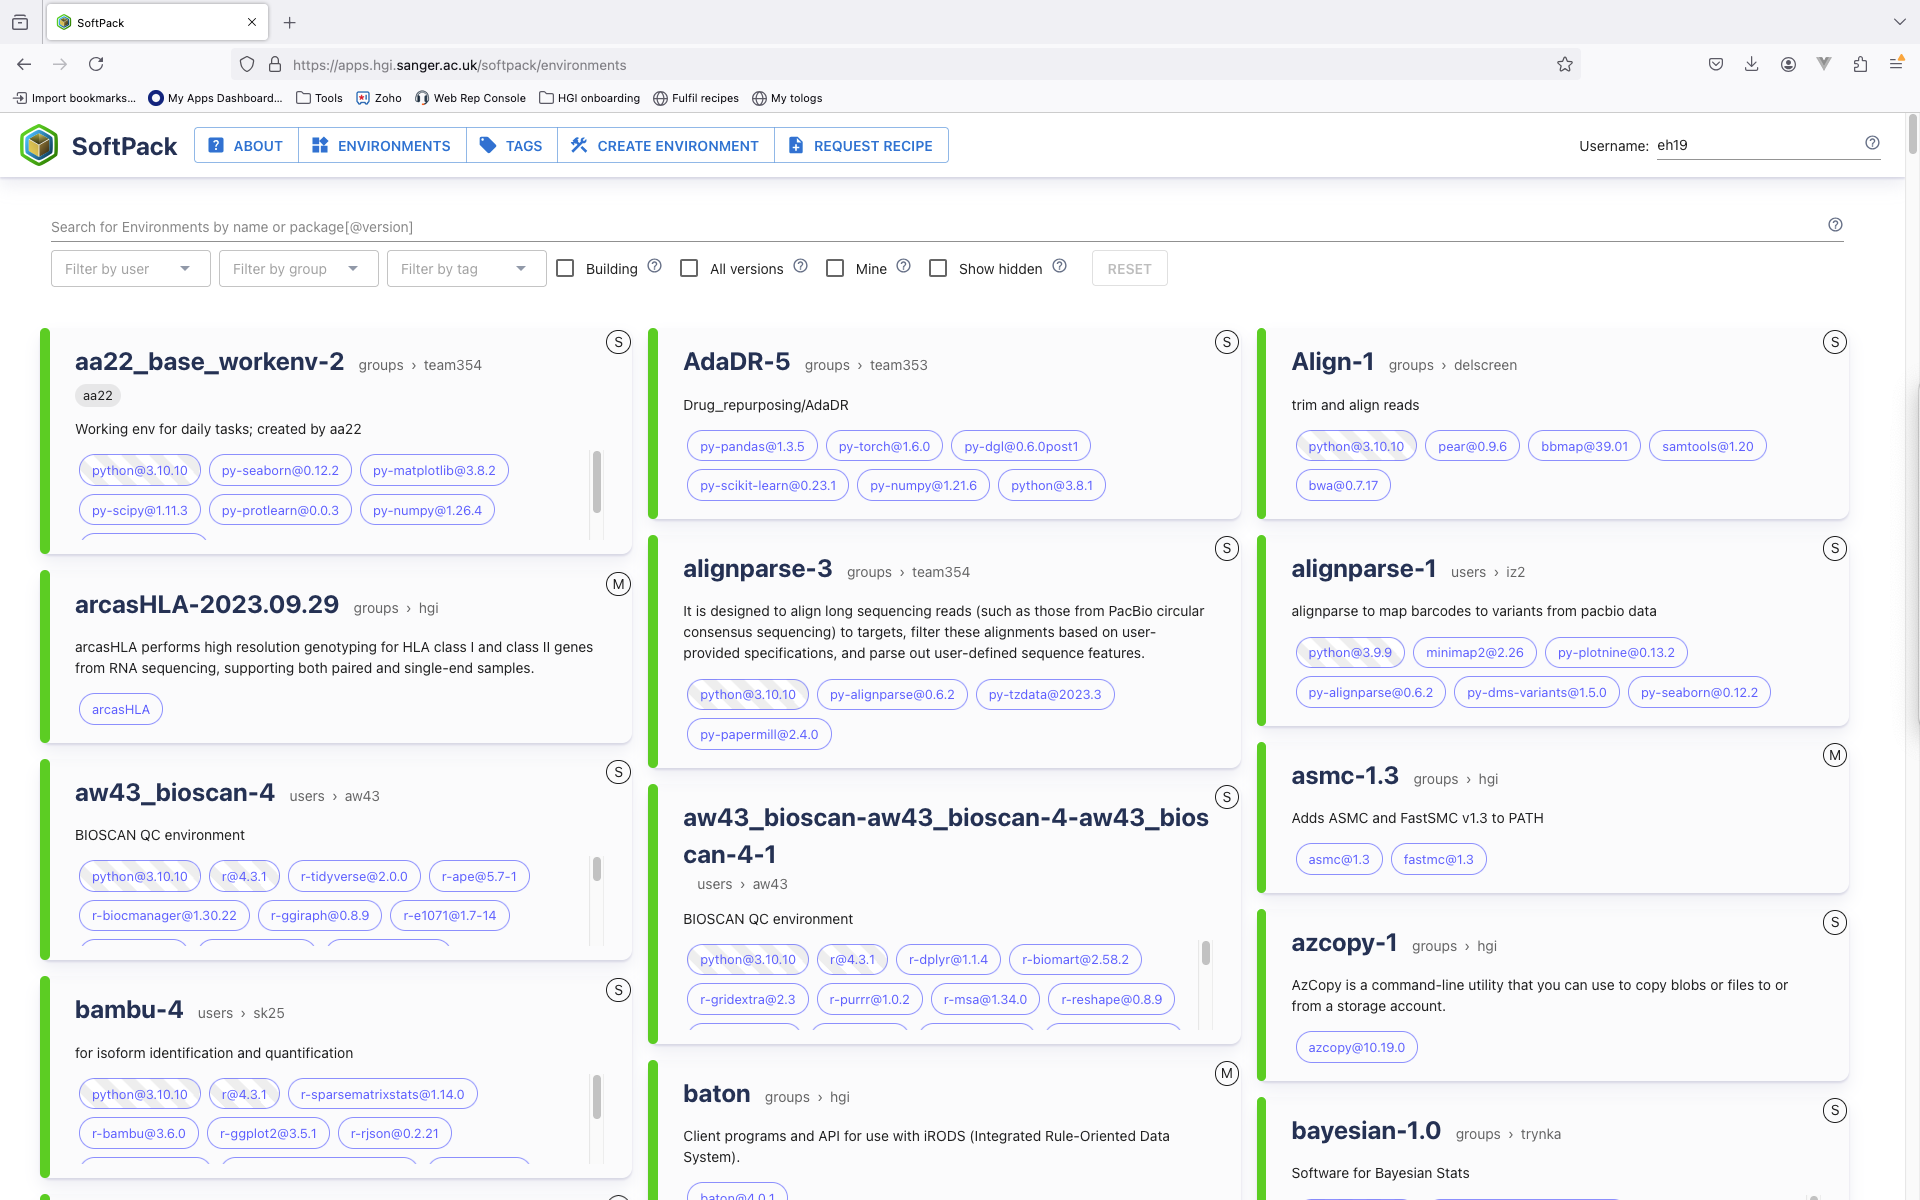 SoftPack
https://apps.hgi.sanger.ac.uk/softpack/environments
Import bookmarks... My Apps Dashboard... Tools Zoho Web Rep Console HGI onboarding Fulfil recipes My tologs
SoftPack ABOUT ENVIRONMENTS TAGS CREATE ENVIRONMENT REQUEST RECIPE Username: eh19
Search for Environments by name or package[@version]
Filter by user Filter by group Filter by tag Building All versions Mine Show hidden RESET
aa22_base_workenv-2 groups › team354 S
aa22
Working env for daily tasks; created by aa22
python@3.10.10 py-seaborn@0.12.2 py-matplotlib@3.8.2
py-scipy@1.11.3 py-protlearn@0.0.3 py-numpy@1.26.4
arcasHLA-2023.09.29 groups › hgi M
arcasHLA performs high resolution genotyping for HLA class I and class II genes
from RNA sequencing, supporting both paired and single-end samples.
arcasHLA
aw43_bioscan-4 users › aw43 S
BIOSCAN QC environment
python@3.10.10 r@4.3.1 r-tidyverse@2.0.0 r-ape@5.7-1
r-biocmanager@1.30.22 r-ggiraph@0.8.9 r-e1071@1.7-14
bambu-4 users › sk25 S
for isoform identification and quantification
python@3.10.10 r@4.3.1 r-sparsematrixstats@1.14.0
r-bambu@3.6.0 r-ggplot2@3.5.1 r-rjson@0.2.21
AdaDR-5 groups › team353 S
Drug_repurposing/AdaDR
py-pandas@1.3.5 py-torch@1.6.0 py-dgl@0.6.0post1
py-scikit-learn@0.23.1 py-numpy@1.21.6 python@3.8.1
alignparse-3 groups › team354 S
It is designed to align long sequencing reads (such as those from PacBio circular
consensus sequencing) to targets, filter these alignments based on user-
provided specifications, and parse out user-defined sequence features.
python@3.10.10 py-alignparse@0.6.2 py-tzdata@2023.3
py-papermill@2.4.0
aw43_bioscan-aw43_bioscan-4-aw43_bios S
can-4-1
users › aw43
BIOSCAN QC environment
python@3.10.10 r@4.3.1 r-dplyr@1.1.4 r-biomart@2.58.2
r-gridextra@2.3 r-purrr@1.0.2 r-msa@1.34.0 r-reshape@0.8.9
baton groups › hgi M
Client programs and API for use with iRODS (Integrated Rule-Oriented Data
System).
baton@4.0.1
Align-1 groups › delscreen S
trim and align reads
python@3.10.10 pear@0.9.6 bbmap@39.01 samtools@1.20
bwa@0.7.17
alignparse-1 users › iz2 S
alignparse to map barcodes to variants from pacbio data
python@3.9.9 minimap2@2.26 py-plotnine@0.13.2
py-alignparse@0.6.2 py-dms-variants@1.5.0 py-seaborn@0.12.2
asmc-1.3 groups › hgi M
Adds ASMC and FastSMC v1.3 to PATH
asmc@1.3 fastmc@1.3
azcopy-1 groups › hgi S
AzCopy is a command-line utility that you can use to copy blobs or files to or
from a storage account.
azcopy@10.19.0
bayesian-1.0 groups › trynka S
Software for Bayesian Stats